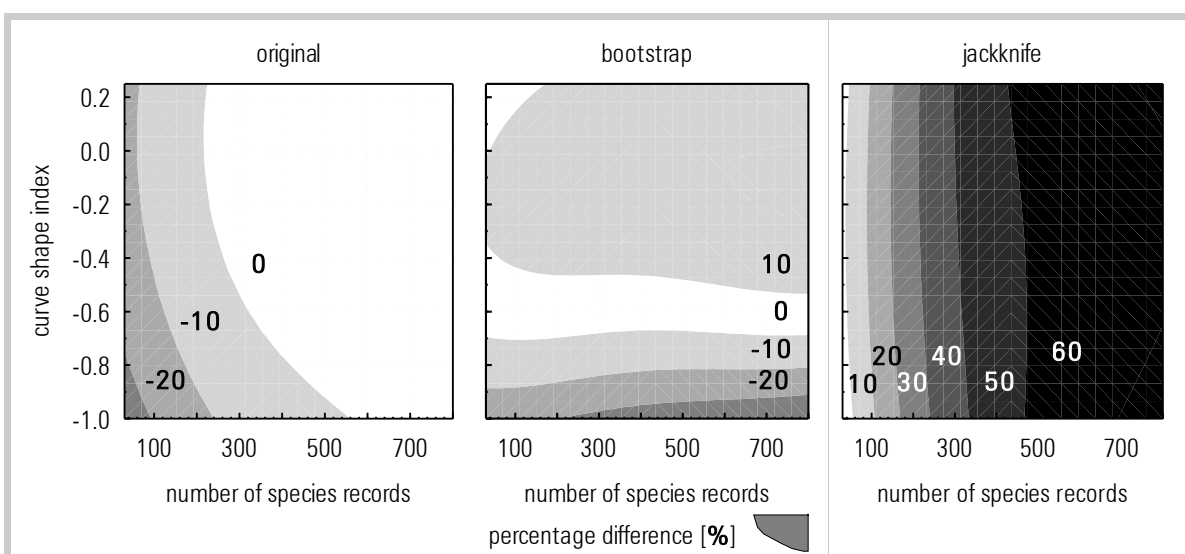 original
bootstrap
jackknife
curve shape index
0.2
0.0
-0.2
-0.4
-0.6
-0.8
-1.0
0
-10
-20
10
0
-10
-20
10
20
30
40
50
60
100 300 500 700
100 300 500 700
100 300 500 700
number of species records
number of species records
number of species records
percentage difference [%]